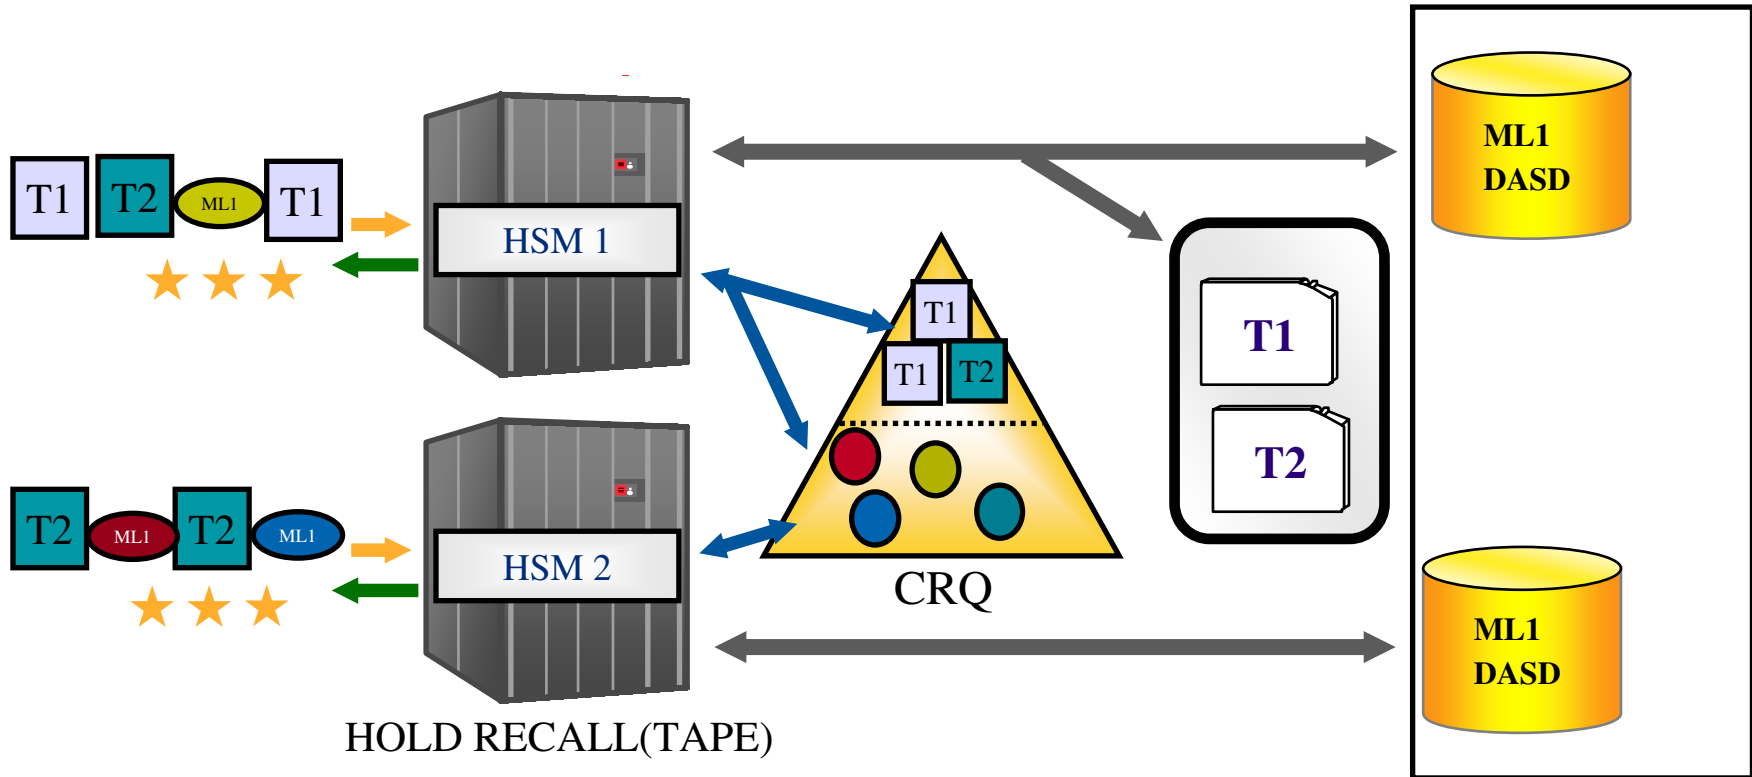 T1 T2 ML1 T1
HSM 1
ML1
DASD
T1
T1 T2
T1
T2
T2 ML1 T2 ML1
HSM 2
CRQ
ML1
DASD
HOLD RECALL(TAPE)